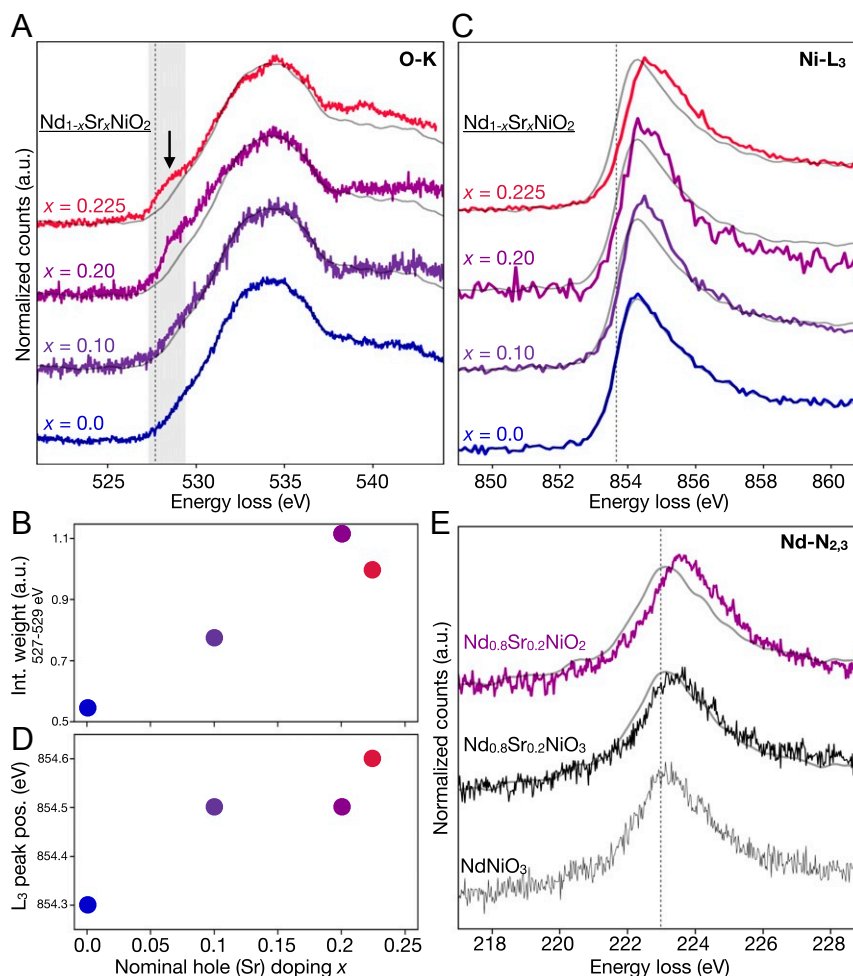 A
O-K
Nd₁₋ₓSrₓNiO₂
x = 0.225
x = 0.20
x = 0.10
x = 0.0
Normalized counts (a.u.)
525 530 535 540
Energy loss (eV)
C
Ni-L₃
Nd₁₋ₓSrₓNiO₂
x = 0.225
x = 0.20
x = 0.10
x = 0.0
Normalized counts (a.u.)
850 852 854 856 858 860
Energy loss (eV)
B
Int. weight (a.u.)
527-529 eV
1.1
0.9
0.7
0.5
D
L₃ peak pos. (eV)
854.6
854.5
854.4
854.3
0.0 0.05 0.10 0.15 0.20 0.25
Nominal hole (Sr) doping x
E
Nd-N₂,₃
Nd₀.₈Sr₀.₂NiO₂
Nd₀.₈Sr₀.₂NiO₃
NdNiO₃
Normalized counts (a.u.)
218 220 222 224 226 228
Energy loss (eV)